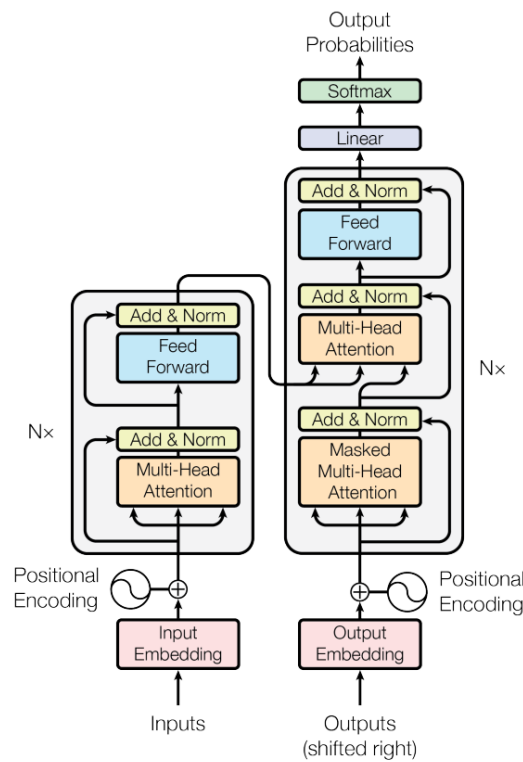 Output
Probabilities
Softmax
Linear
Add & Norm
Feed
Forward
Add & Norm
Multi-Head
Attention
Add & Norm
Masked
Multi-Head
Attention
N×
Add & Norm
Feed
Forward
Add & Norm
Multi-Head
Attention
N×
Positional
Encoding
Positional
Encoding
Input
Embedding
Output
Embedding
Inputs
Outputs
(shifted right)